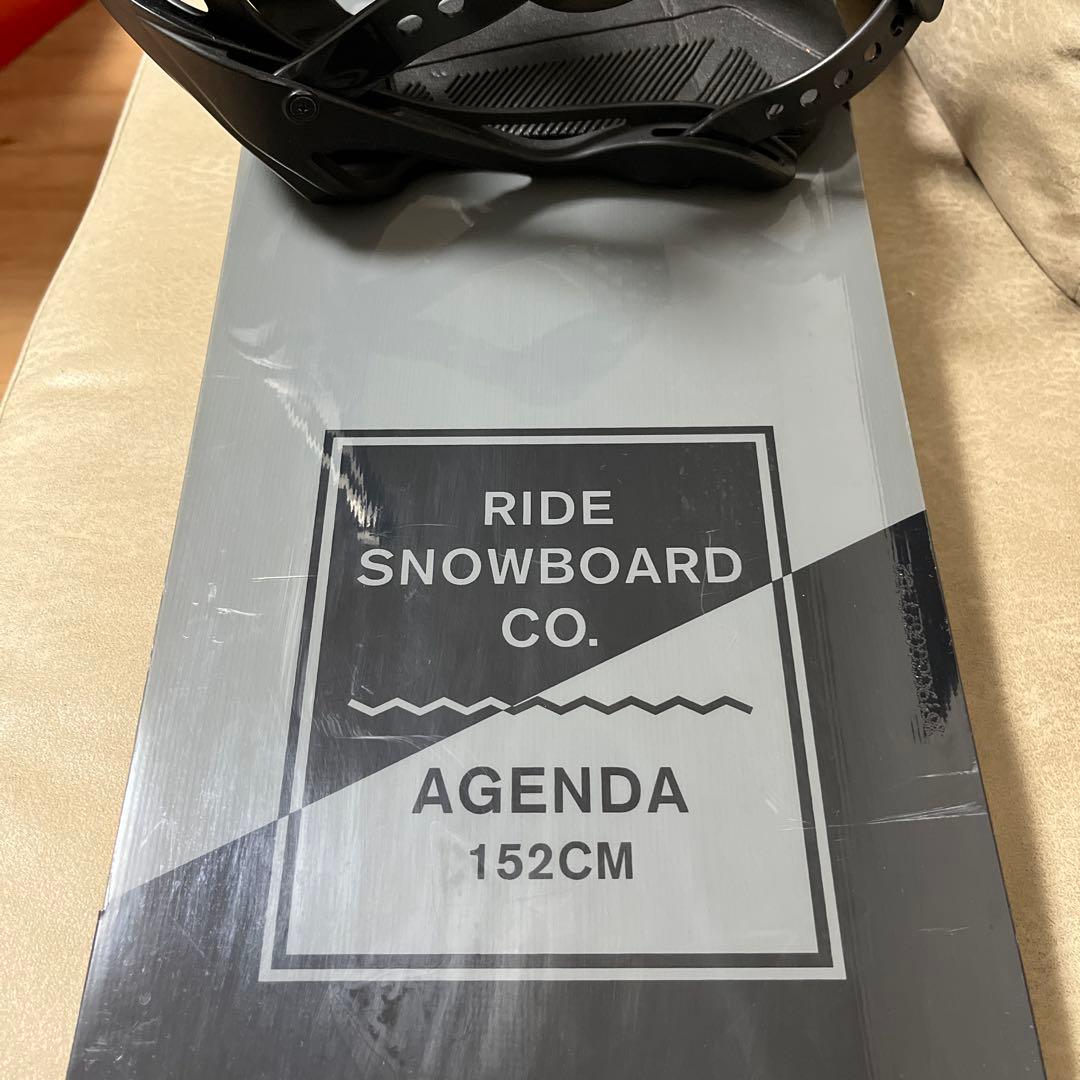 RIDE
SNOWBOARD
CO.
AGENDA
152CM